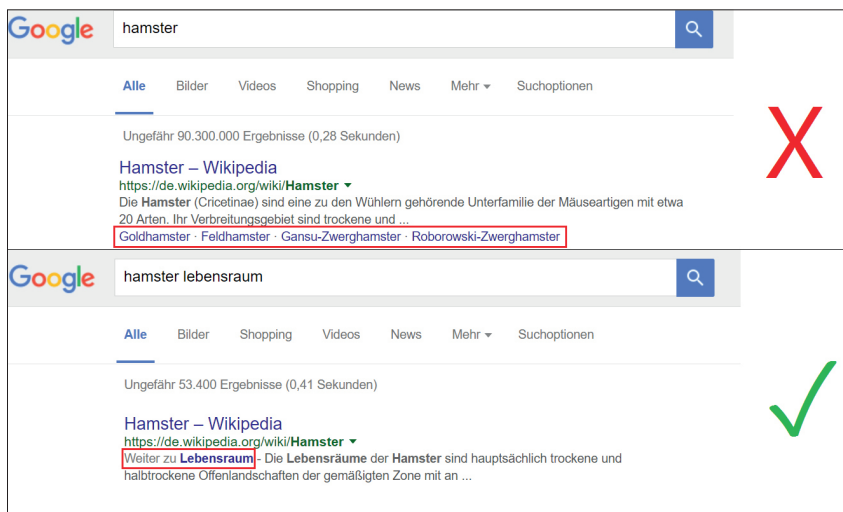 Google hamster
Alle Bilder Videos Shopping News Mehr Suchoptionen
Ungefähr 90.300.000 Ergebnisse (0,28 Sekunden)
Hamster – Wikipedia
https://de.wikipedia.org/wiki/Hamster
Die Hamster (Cricetinae) sind eine zu den Wühlern gehörende Unterfamilie der Mäuseartigen mit etwa
20 Arten. Ihr Verbreitungsgebiet sind trockene und ...
Goldhamster · Feldhamster · Gansu-Zwerghamster · Roborowski-Zwerghamster
X
Google hamster lebensraum
Alle Bilder Shopping Videos News Mehr Suchoptionen
Ungefähr 53.400 Ergebnisse (0,41 Sekunden)
Hamster – Wikipedia
https://de.wikipedia.org/wiki/Hamster
Weiter zu Lebensraum - Die Lebensräume der Hamster sind hauptsächlich trockene und
halbtrockene Offenlandschaften der gemäßigten Zone mit an ...